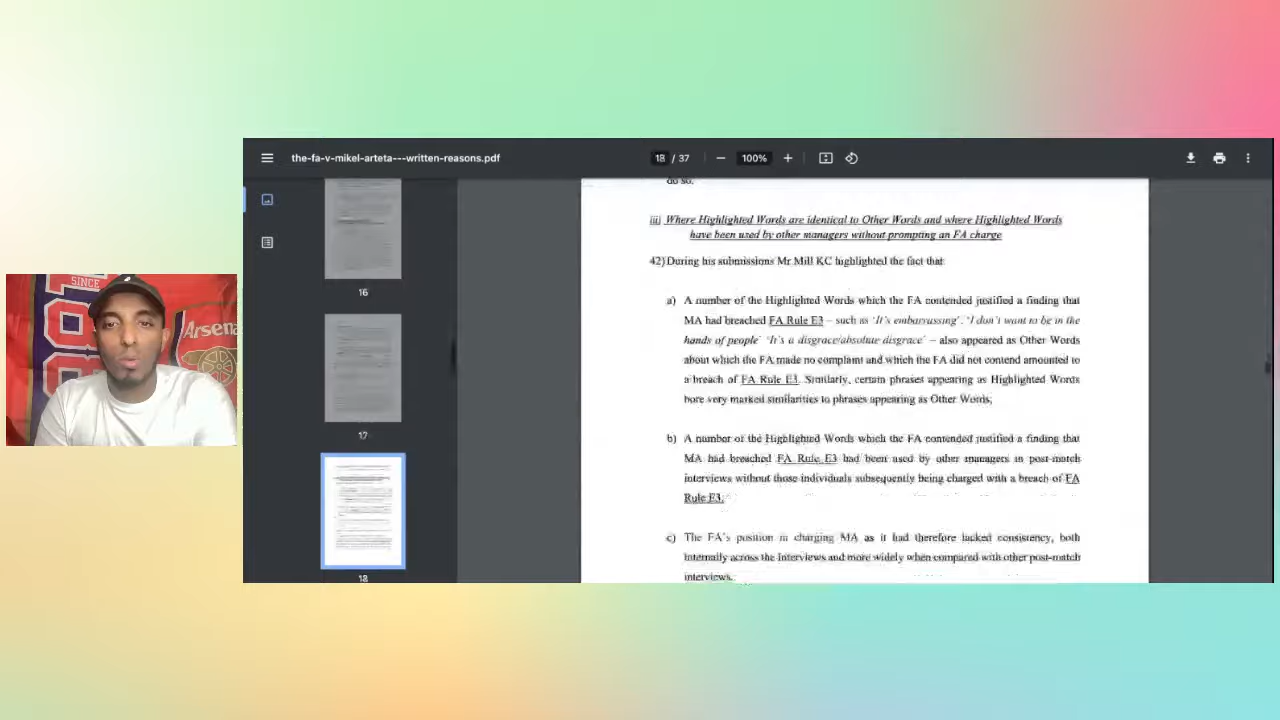 the-fa-v-mikel-arteta---written-reasons.pdf
18 / 37
100%
SINCE
Arsena
do so.
iii) Where Highlighted Words are identical to Other Words and where Highlighted Words
have been used by other managers without prompting an FA charge
42) During his submissions Mr Mill KC highlighted the fact that
a) A number of the Highlighted Words which the FA contended justified a finding that
MA had breached FA Rule E3 – such as 'It's embarrassing', 'I don't want to be in the
hands of people' 'It's a disgrace/absolute disgrace' – also appeared as Other Words
about which the FA made no complaint and which the FA did not contend amounted to
a breach of FA Rule E3. Similarly, certain phrases appearing as Highlighted Words
bore very marked similarities to phrases appearing as Other Words;
b) A number of the Highlighted Words which the FA contended justified a finding that
MA had breached FA Rule E3 had been used by other managers in post-match
interviews without those individuals subsequently being charged with a breach of FA
Rule E3;
c) The FA's position in charging MA as it had therefore lacked consistency, both
internally across the Interviews and more widely when compared with other post-match
interviews.
16
17
18